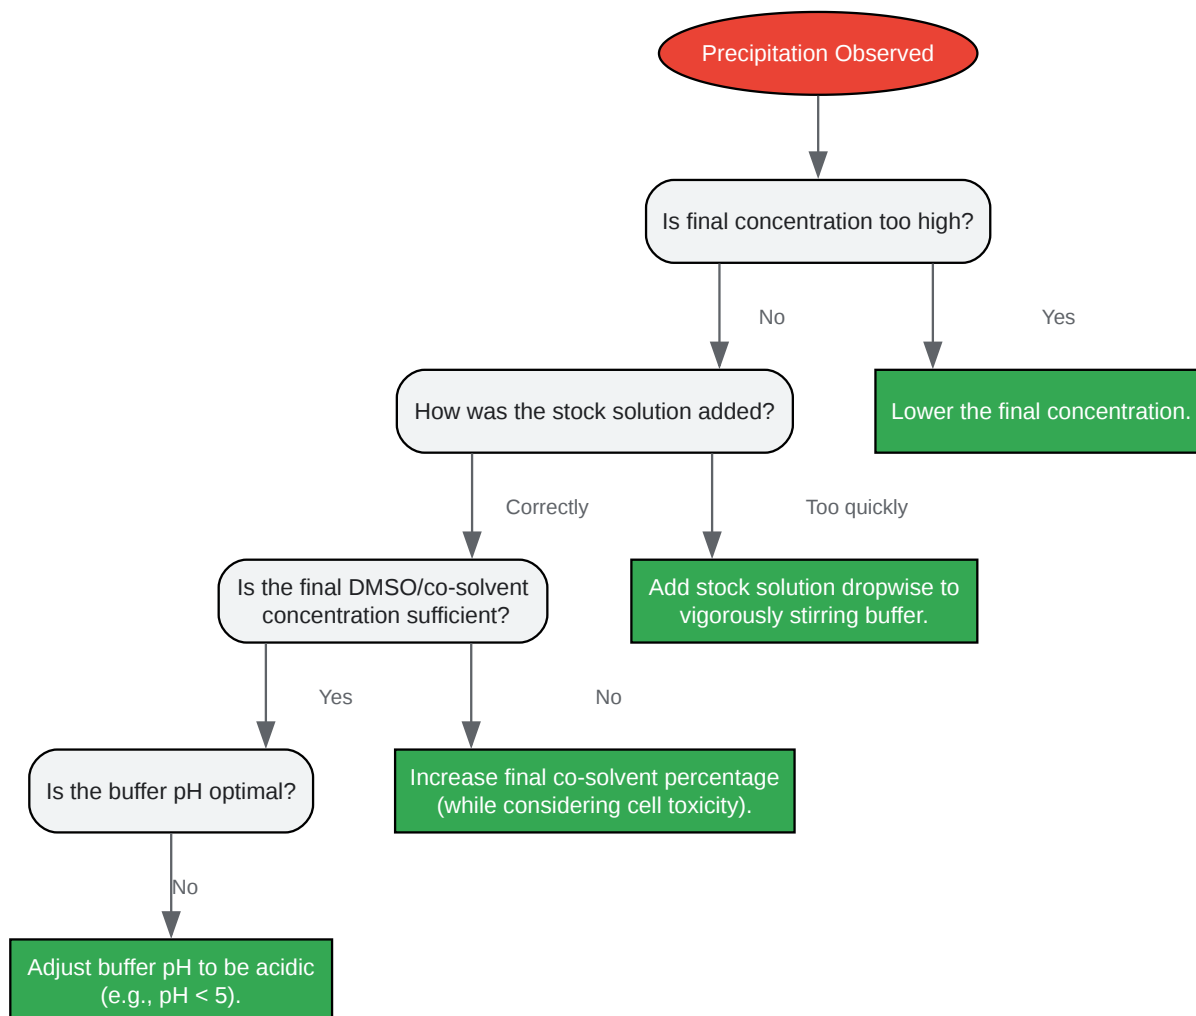 Precipitation Observed
Is final concentration too high?
No
Yes
How was the stock solution added?
Lower the final concentration.
Correctly
Too quickly
Is the final DMSO/co-solvent
concentration sufficient?
Add stock solution dropwise to
vigorously stirring buffer.
Yes
No
Is the buffer pH optimal?
Increase final co-solvent percentage
(while considering cell toxicity).
No
Adjust buffer pH to be acidic
(e.g., pH < 5).